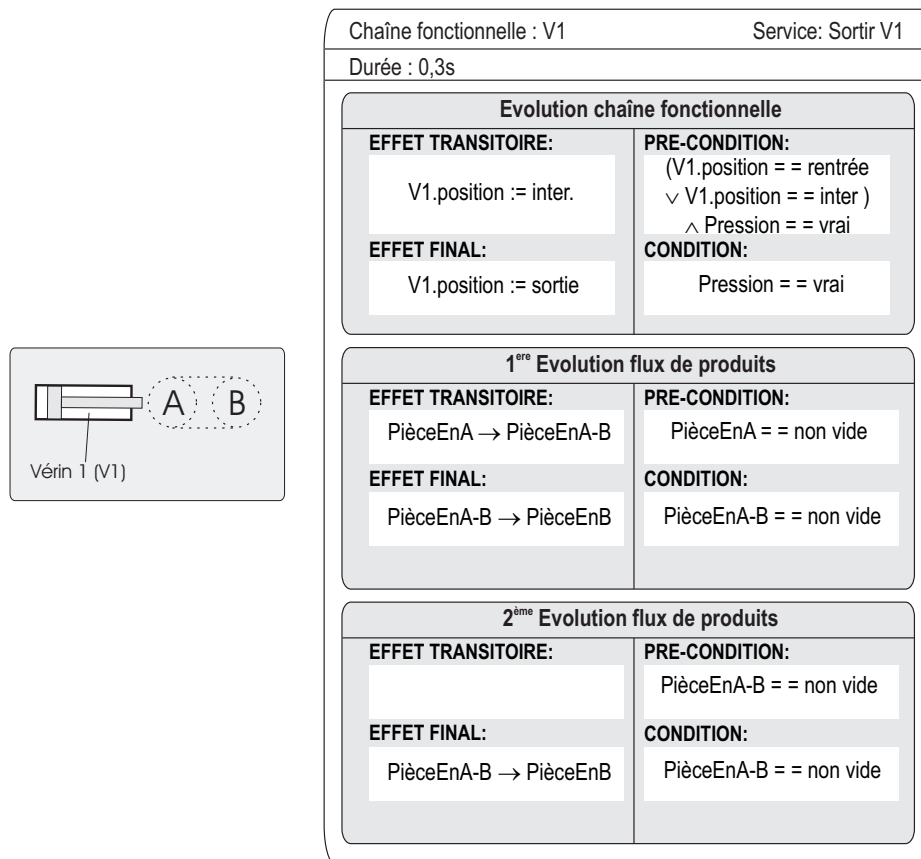 Chaîne fonctionnelle : V1 Service: Sortir V1
Durée : 0,3s
Evolution chaîne fonctionnelle
EFFET TRANSITOIRE:
V1.position := inter.
PRE-CONDITION:
(V1.position = = rentrée
∨ V1.position = = inter )
∧ Pression = = vrai
EFFET FINAL:
V1.position := sortie
CONDITION:
Pression = = vrai
1ere Evolution flux de produits
EFFET TRANSITOIRE:
PièceEnA → PièceEnA-B
PRE-CONDITION:
PièceEnA = = non vide
EFFET FINAL:
PièceEnA-B → PièceEnB
CONDITION:
PièceEnA-B = = non vide
2ème Evolution flux de produits
EFFET TRANSITOIRE:
PRE-CONDITION:
PièceEnA-B = = non vide
EFFET FINAL:
PièceEnA-B → PièceEnB
CONDITION:
PièceEnA-B = = non vide
A B
Vérin 1 (V1)